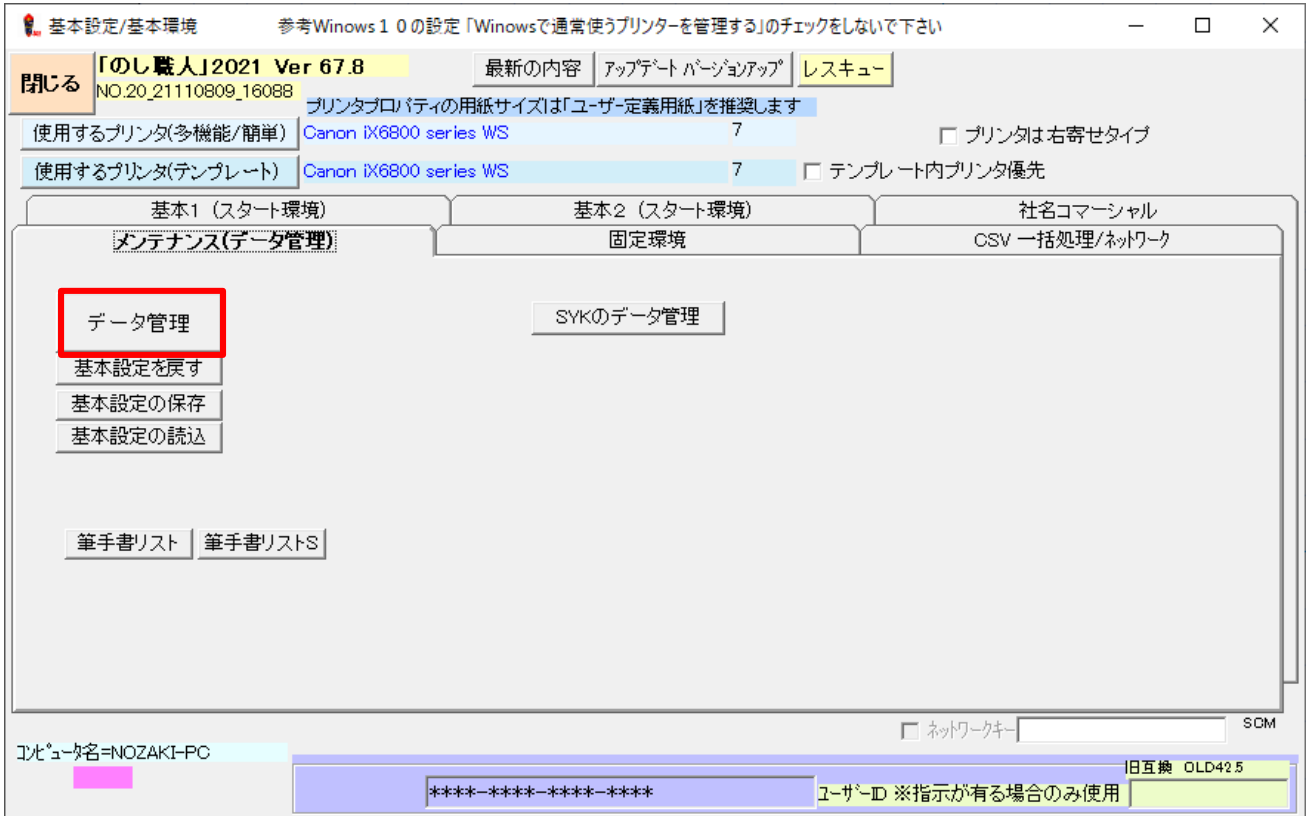 基本設定/基本環境 参考Winows１０の設定 「Winowsで通常使うプリンターを管理する」のチェックをしないで下さい
閉じる
「のし職人」2021 Ver 67.8
最新の内容 アップデート バージョンアップ レスキュー
NO.20_21110809_16088
プリンタプロパティの用紙サイズは「ユーザー定義用紙」を推奨します
使用するプリンタ(多機能/簡単) Canon iX6800 series WS 7 プリンタは右寄せタイプ
使用するプリンタ(テンプレート) Canon iX6800 series WS 7 テンプレート内プリンタ優先
基本1（スタート環境） 基本2（スタート環境） 社名コマーシャル
メンテナンス(データ管理) 固定環境 CSV 一括処理/ネットワーク
データ管理 SYKのデータ管理
基本設定を戻す
基本設定の保存
基本設定の読込
筆手書リスト 筆手書リストS
ネットワークキー SCM
コンピュータ名=NOZAKI-PC
旧互換 OLD42.5
****-****-****-**** ユーザーID ※指示が有る場合のみ使用